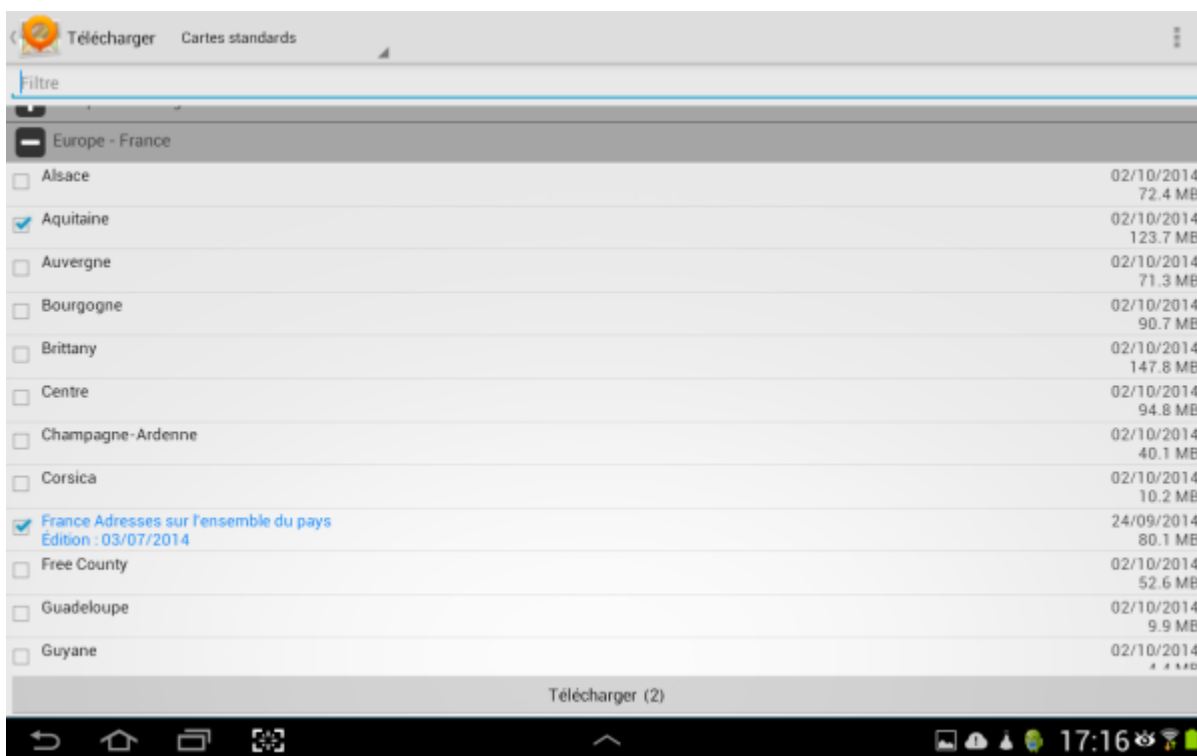 Télécharger Cartes standards
Filtre
Europe - France
Alsace 02/10/2014
72.4 MB
Aquitaine 02/10/2014
123.7 MB
Auvergne 02/10/2014
71.3 MB
Bourgogne 02/10/2014
90.7 MB
Brittany 02/10/2014
147.8 MB
Centre 02/10/2014
94.8 MB
Champagne-Ardenne 02/10/2014
40.1 MB
Corsica 02/10/2014
10.2 MB
France Adresses sur l'ensemble du pays 24/09/2014
Édition : 03/07/2014 80.1 MB
Free County 02/10/2014
52.6 MB
Guadeloupe 02/10/2014
9.9 MB
Guyane 02/10/2014
Télécharger (2)
17:16